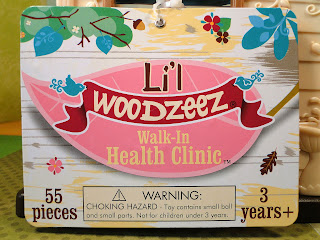 Li'l
WOODZEEZ®
Walk-In
Health Clinic™
55
pieces
WARNING:
CHOKING HAZARD - Toy contains small ball
and small parts. Not for children under 3 years.
3
years+